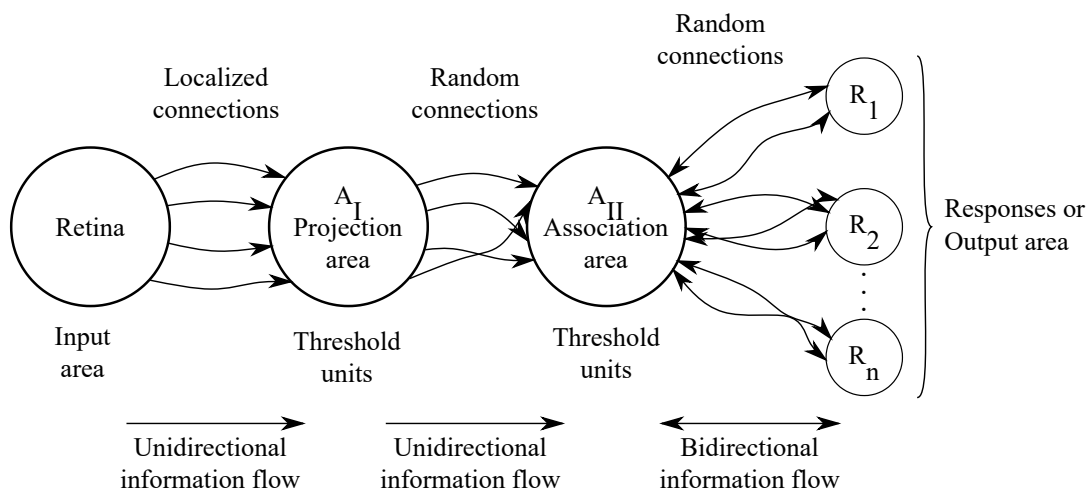 Random
connections
Localized
connections
Random
connections
R1
Retina
AI
Projection
area
AII
Association
area
R2
Responses or
Output area
Rn
Input
area
Threshold
units
Threshold
units
Unidirectional
information flow
Unidirectional
information flow
Bidirectional
information flow